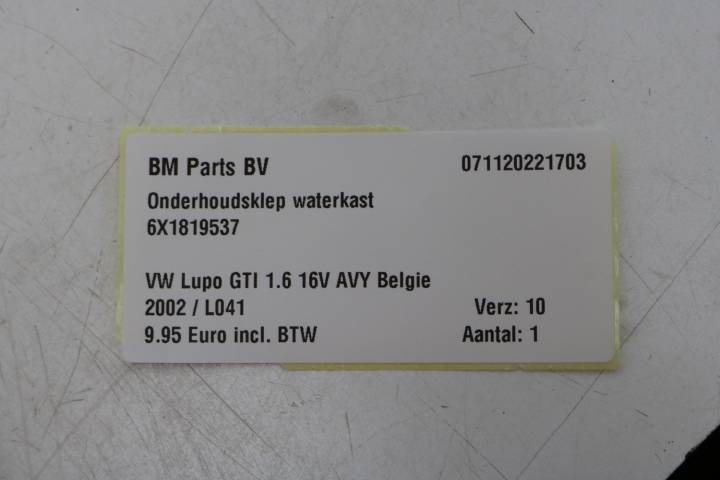 BM Parts BV 071120221703
Onderhoudsklep waterkast
6X1819537
VW Lupo GTI 1.6 16V AVY Belgie
2002 / L041 Verz: 10
9.95 Euro incl. BTW Aantal: 1